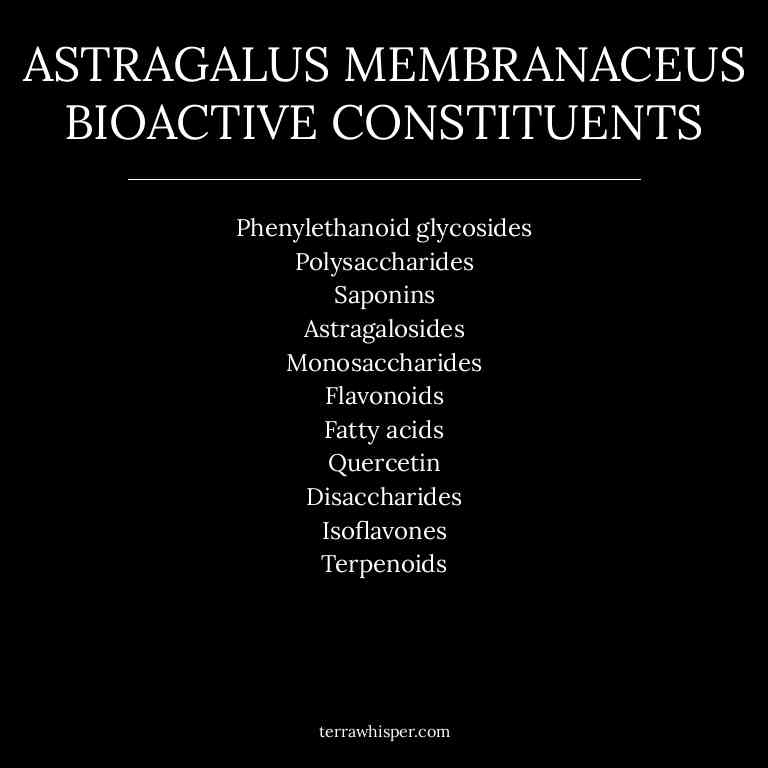 ASTRAGALUS MEMBRANACEUS
BIOACTIVE CONSTITUENTS
Phenylethanoid glycosides
Polysaccharides
Saponins
Astragalosides
Monosaccharides
Flavonoids
Fatty acids
Quercetin
Disaccharides
Isoflavones
Terpenoids
terrawhisper.com